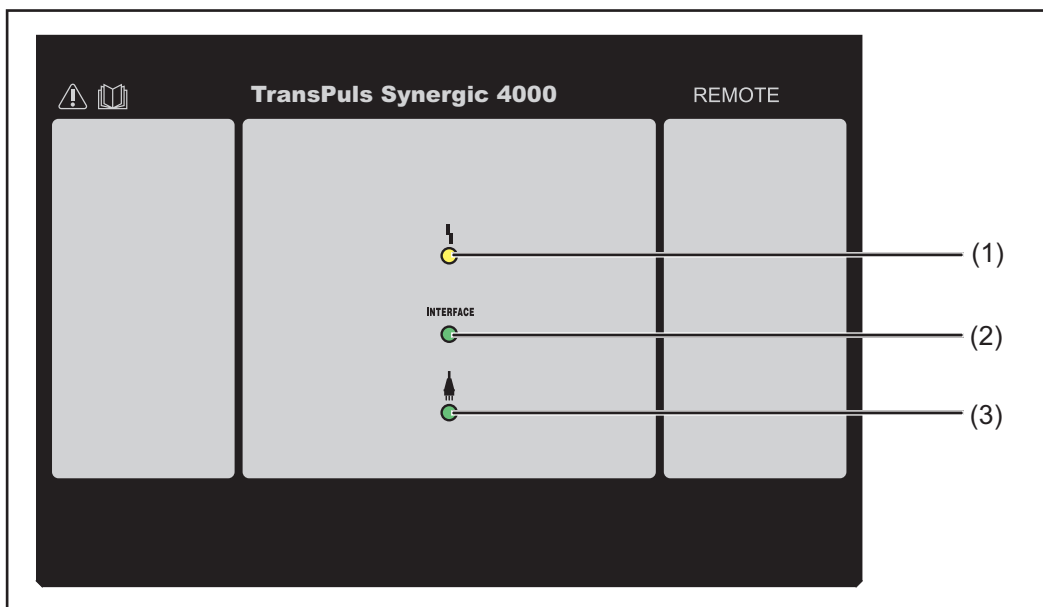 TransPuls Synergic 4000
REMOTE
(1)
INTERFACE
(2)
(3)